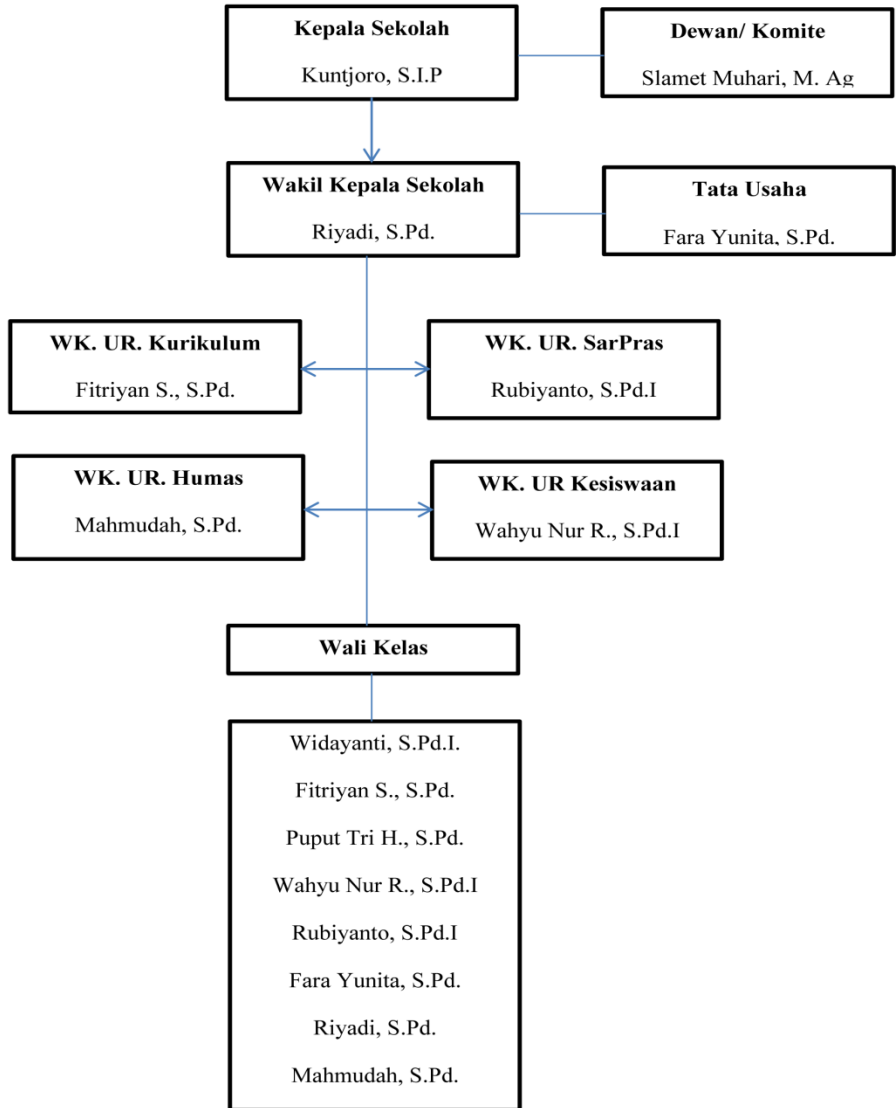 Kepala Sekolah
Kuntjoro, S.I.P
Dewan/ Komite
Slamet Muhari, M. Ag
Wakil Kepala Sekolah
Riyadi, S.Pd.
Tata Usaha
Fara Yunita, S.Pd.
WK. UR. Kurikulum
Fitriyan S., S.Pd.
WK. UR. SarPras
Rubiyanto, S.Pd.I
WK. UR. Humas
Mahmudah, S.Pd.
WK. UR Kesiswaan
Wahyu Nur R., S.Pd.I
Wali Kelas
Widayanti, S.Pd.I.
Fitriyan S., S.Pd.
Puput Tri H., S.Pd.
Wahyu Nur R., S.Pd.I
Rubiyanto, S.Pd.I
Fara Yunita, S.Pd.
Riyadi, S.Pd.
Mahmudah, S.Pd.